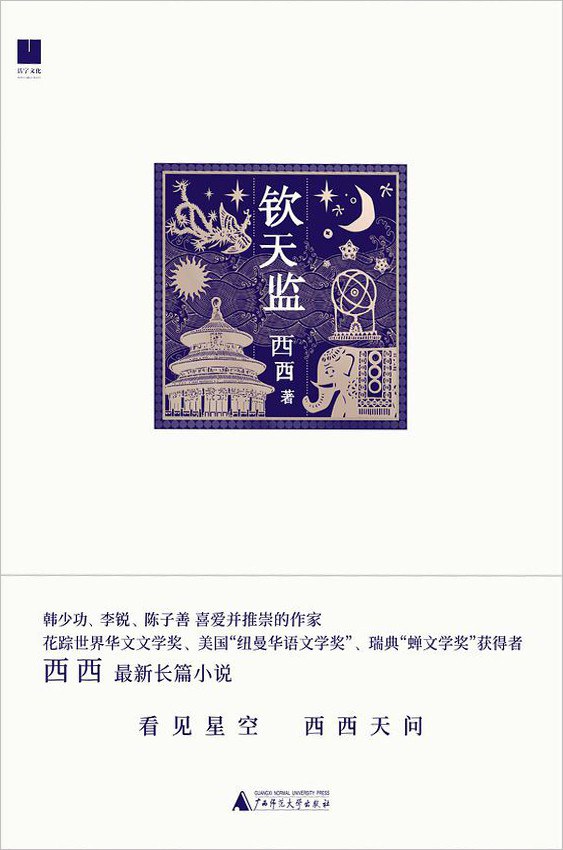 活字文化
钦天监
西西 著
韩少功、李锐、陈子善 喜爱并推崇的作家
花踪世界华文文学奖、美国“纽曼华语文学奖”、瑞典“蝉文学奖”获得者
西西 最新长篇小说
看见星空 西西天问
GUANGXI NORMAL UNIVERSITY PRESS
广西师范大学出版社